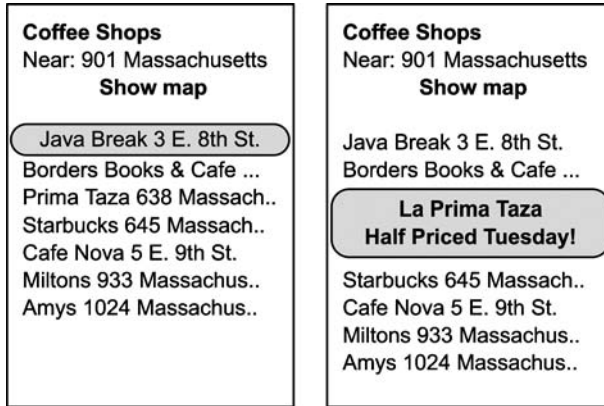 Coffee Shops
Near: 901 Massachusetts
Show map
Java Break 3 E. 8th St.
Borders Books & Cafe ...
Prima Taza 638 Massach..
Starbucks 645 Massach..
Cafe Nova 5 E. 9th St.
Miltons 933 Massachus..
Amys 1024 Massachus..
Coffee Shops
Near: 901 Massachusetts
Show map
Java Break 3 E. 8th St.
Borders Books & Cafe ...
La Prima Taza
Half Priced Tuesday!
Starbucks 645 Massach..
Cafe Nova 5 E. 9th St.
Miltons 933 Massachus..
Amys 1024 Massachus..